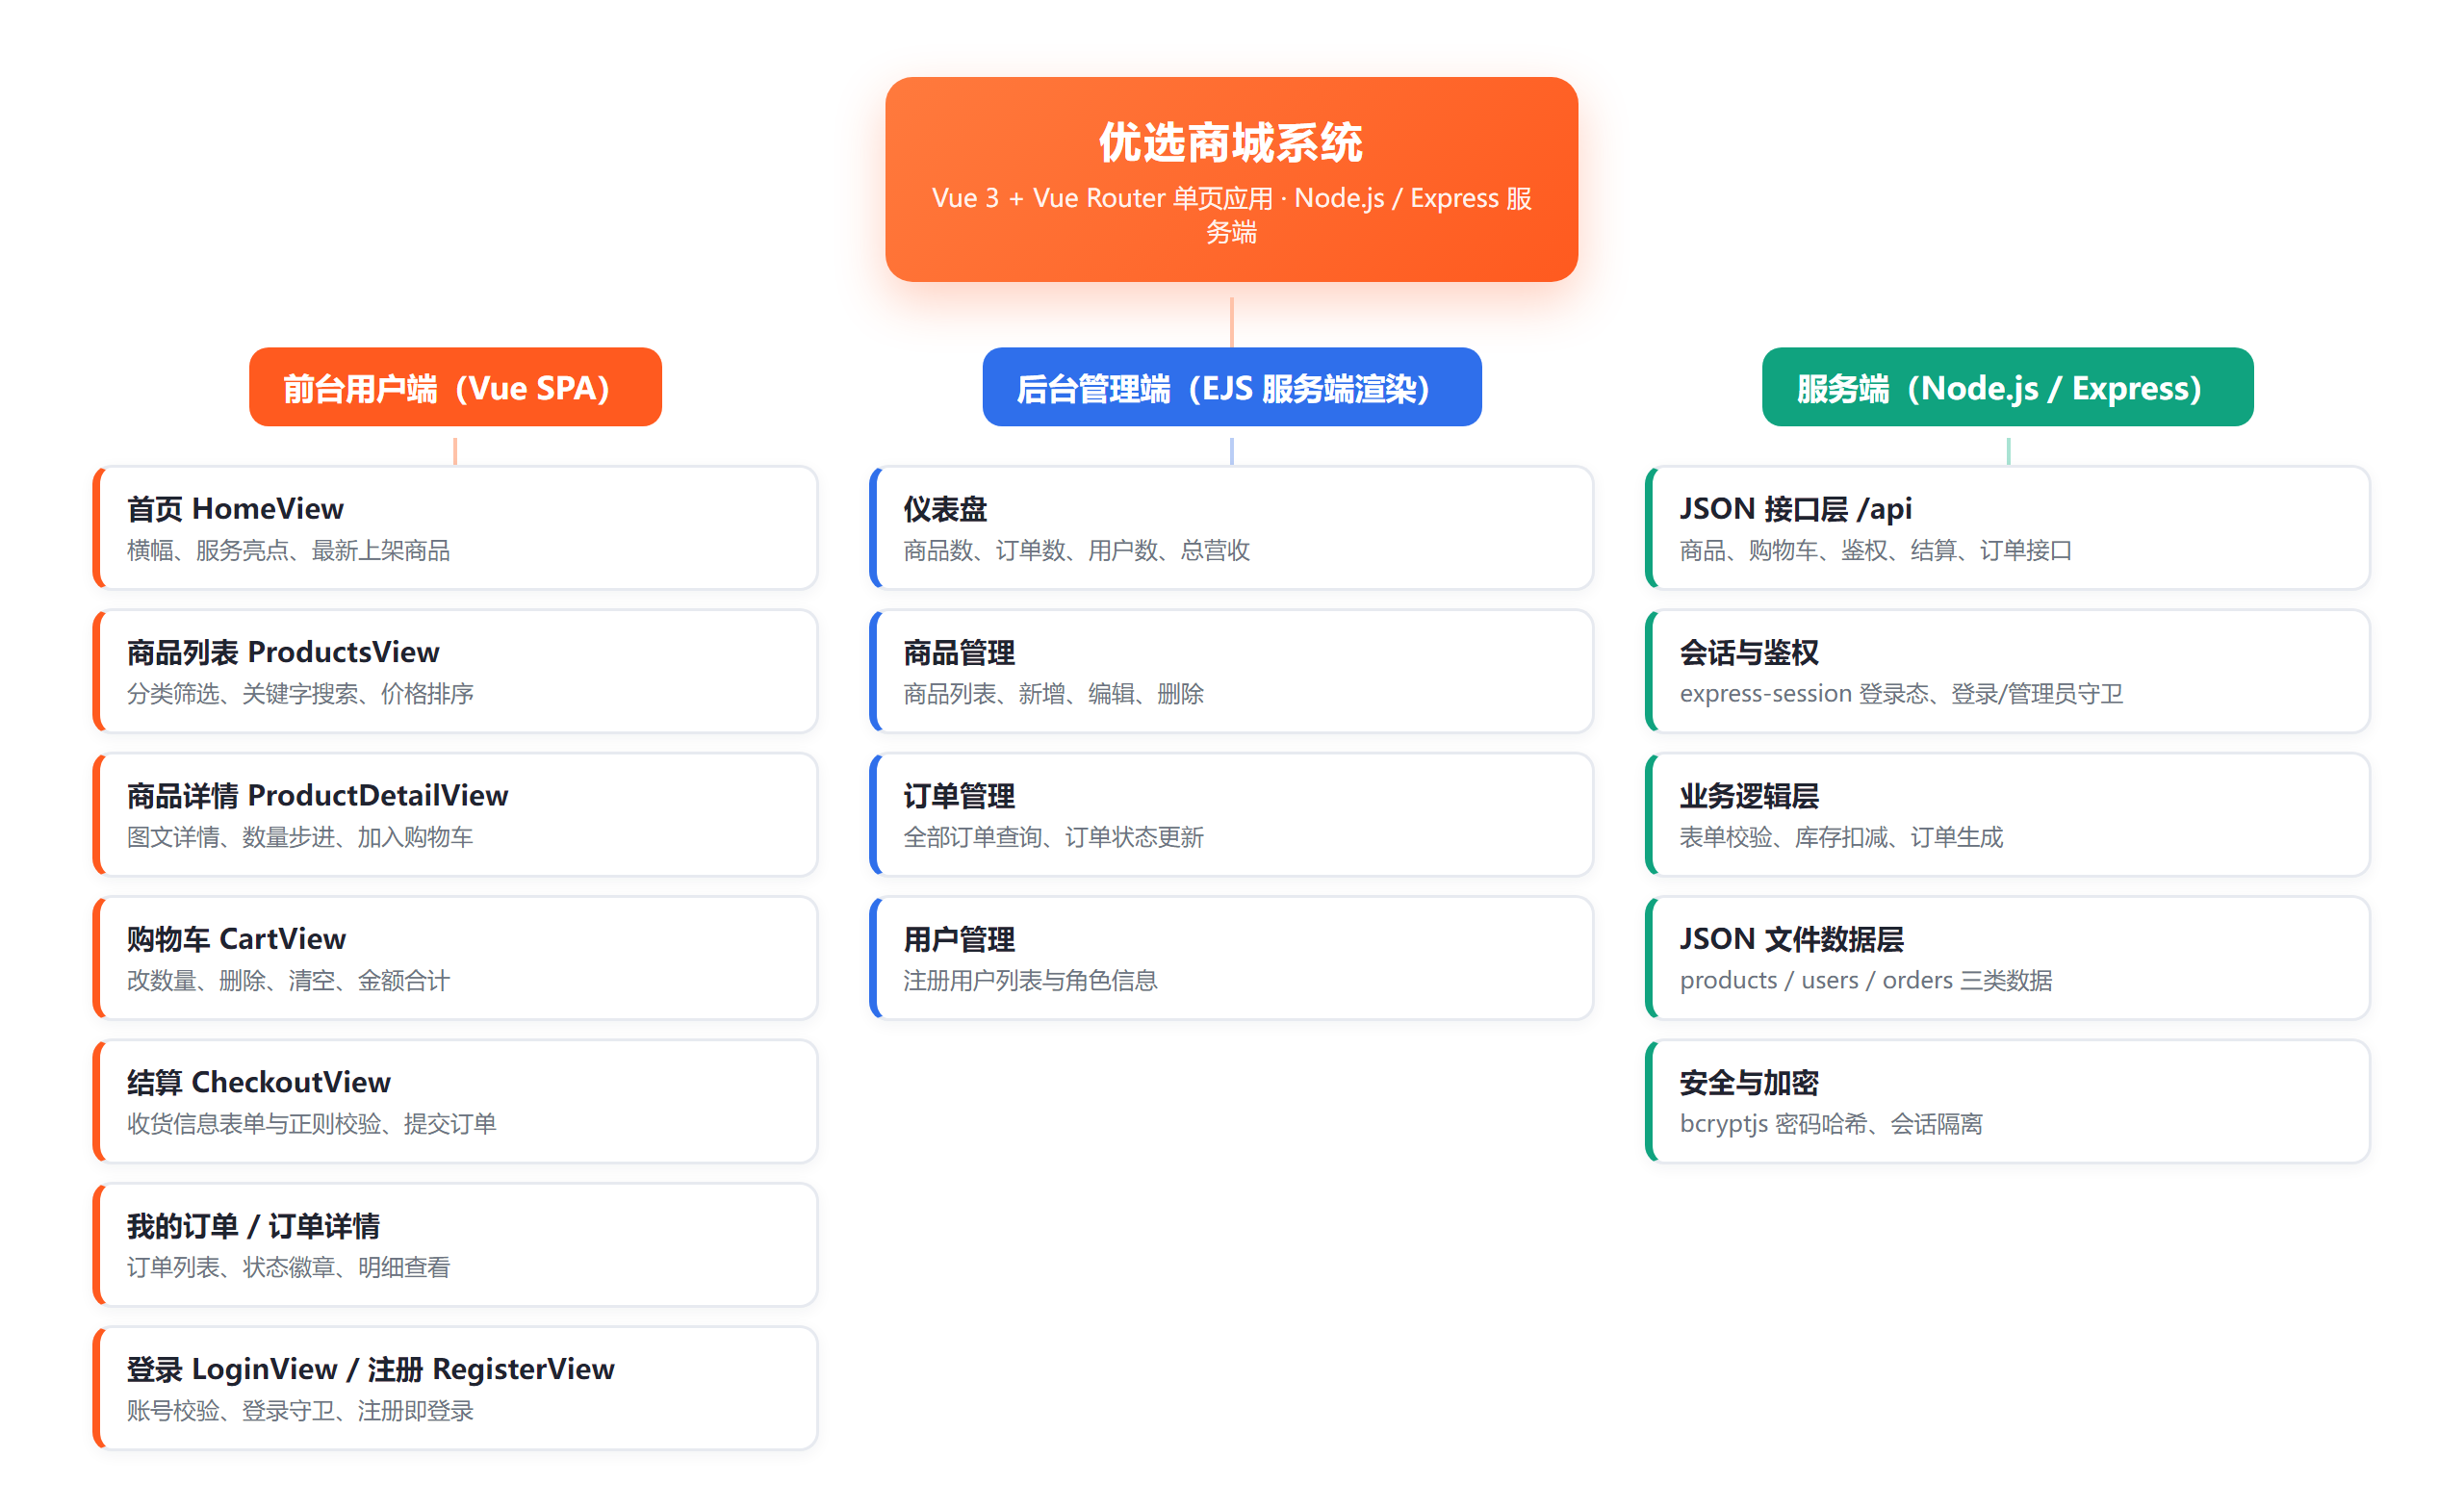 优选商城系统
Vue 3 + Vue Router 单页应用 · Node.js / Express 服
务端
前台用户端（Vue SPA）
首页 HomeView
横幅、服务亮点、最新上架商品
商品列表 ProductsView
分类筛选、关键字搜索、价格排序
商品详情 ProductDetailView
图文详情、数量步进、加入购物车
购物车 CartView
改数量、删除、清空、金额合计
结算 CheckoutView
收货信息表单与正则校验、提交订单
我的订单 / 订单详情
订单列表、状态徽章、明细查看
登录 LoginView / 注册 RegisterView
账号校验、登录守卫、注册即登录
后台管理端（EJS 服务端渲染）
仪表盘
商品数、订单数、用户数、总营收
商品管理
商品列表、新增、编辑、删除
订单管理
全部订单查询、订单状态更新
用户管理
注册用户列表与角色信息
服务端（Node.js / Express）
JSON 接口层 /api
商品、购物车、鉴权、结算、订单接口
会话与鉴权
express-session 登录态、登录/管理员守卫
业务逻辑层
表单校验、库存扣减、订单生成
JSON 文件数据层
products / users / orders 三类数据
安全与加密
bcryptjs 密码哈希、会话隔离